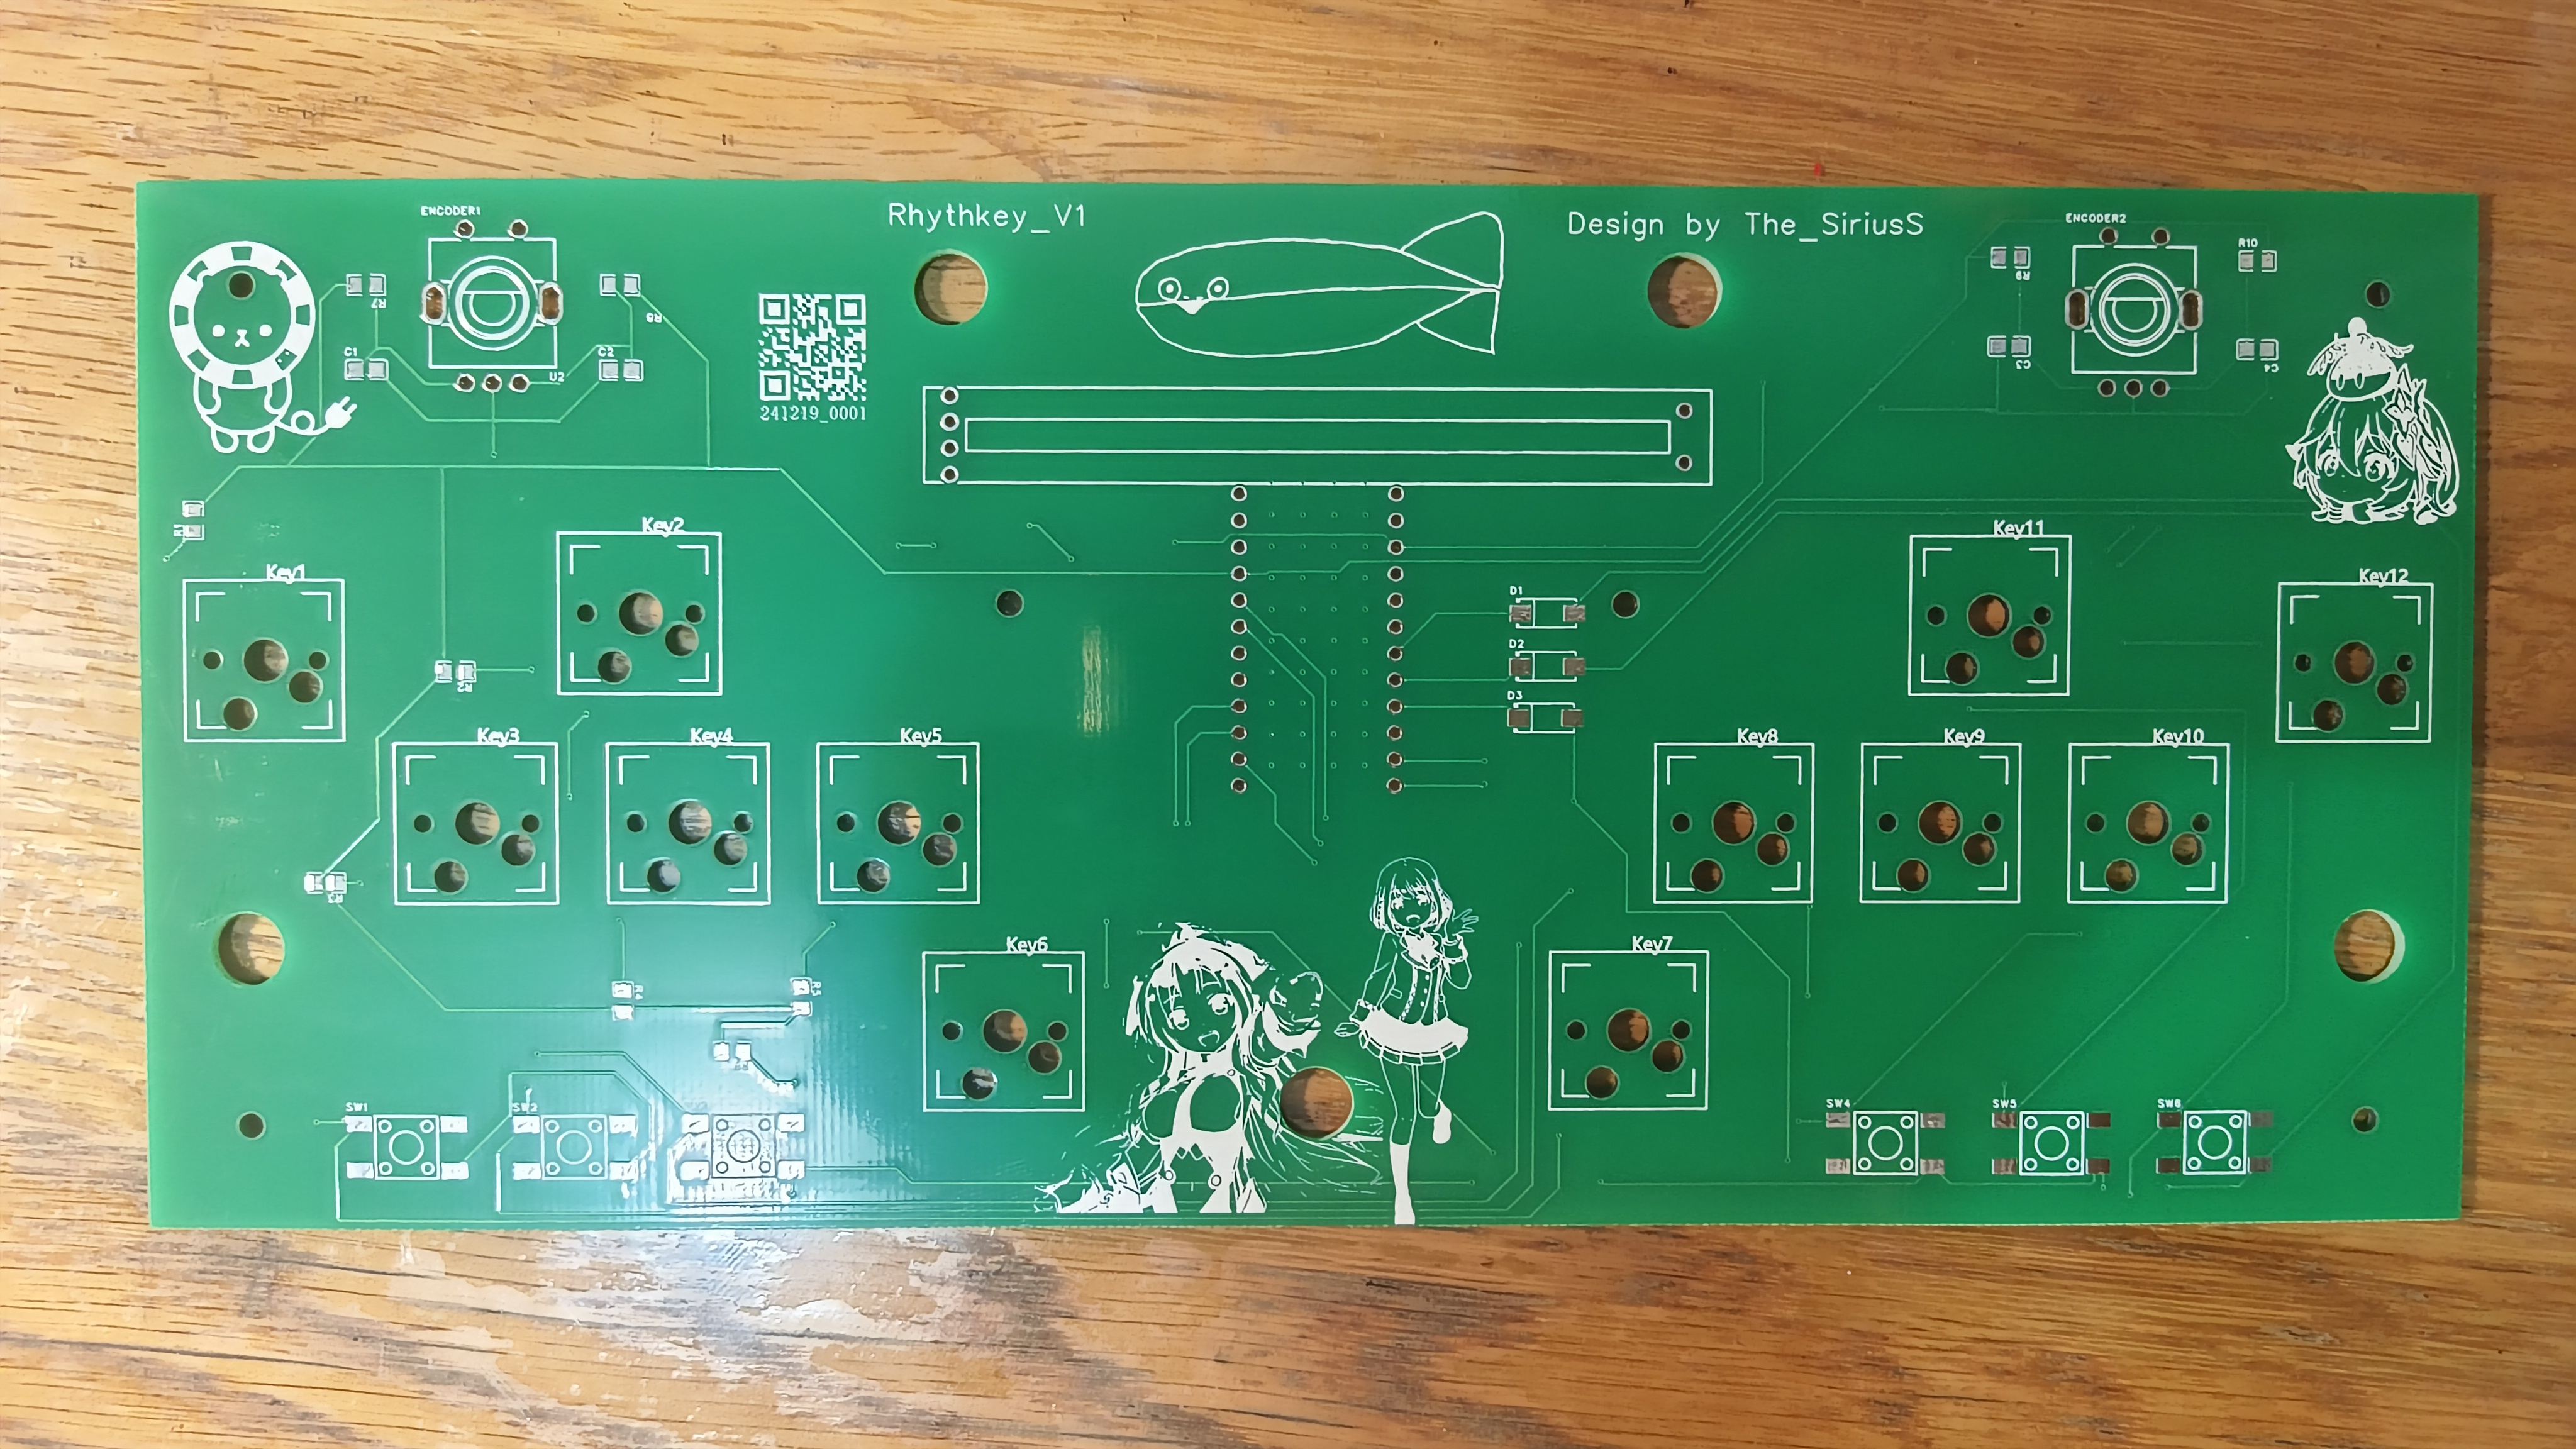 ENCODER1
Rhythkey_V1
Design by The_SiriusS
ENCODER2
R9
R10
R7
R8
C1
C2
U2
C3
C4
241219_0001
R1
Key1
Key2
Key11
Key12
D1
D2
D3
R2
Key3
Key4
Key5
Key8
Key9
Key10
R3
Key6
Key7
R4
SW1
SW2
SW4
SW5
SW6